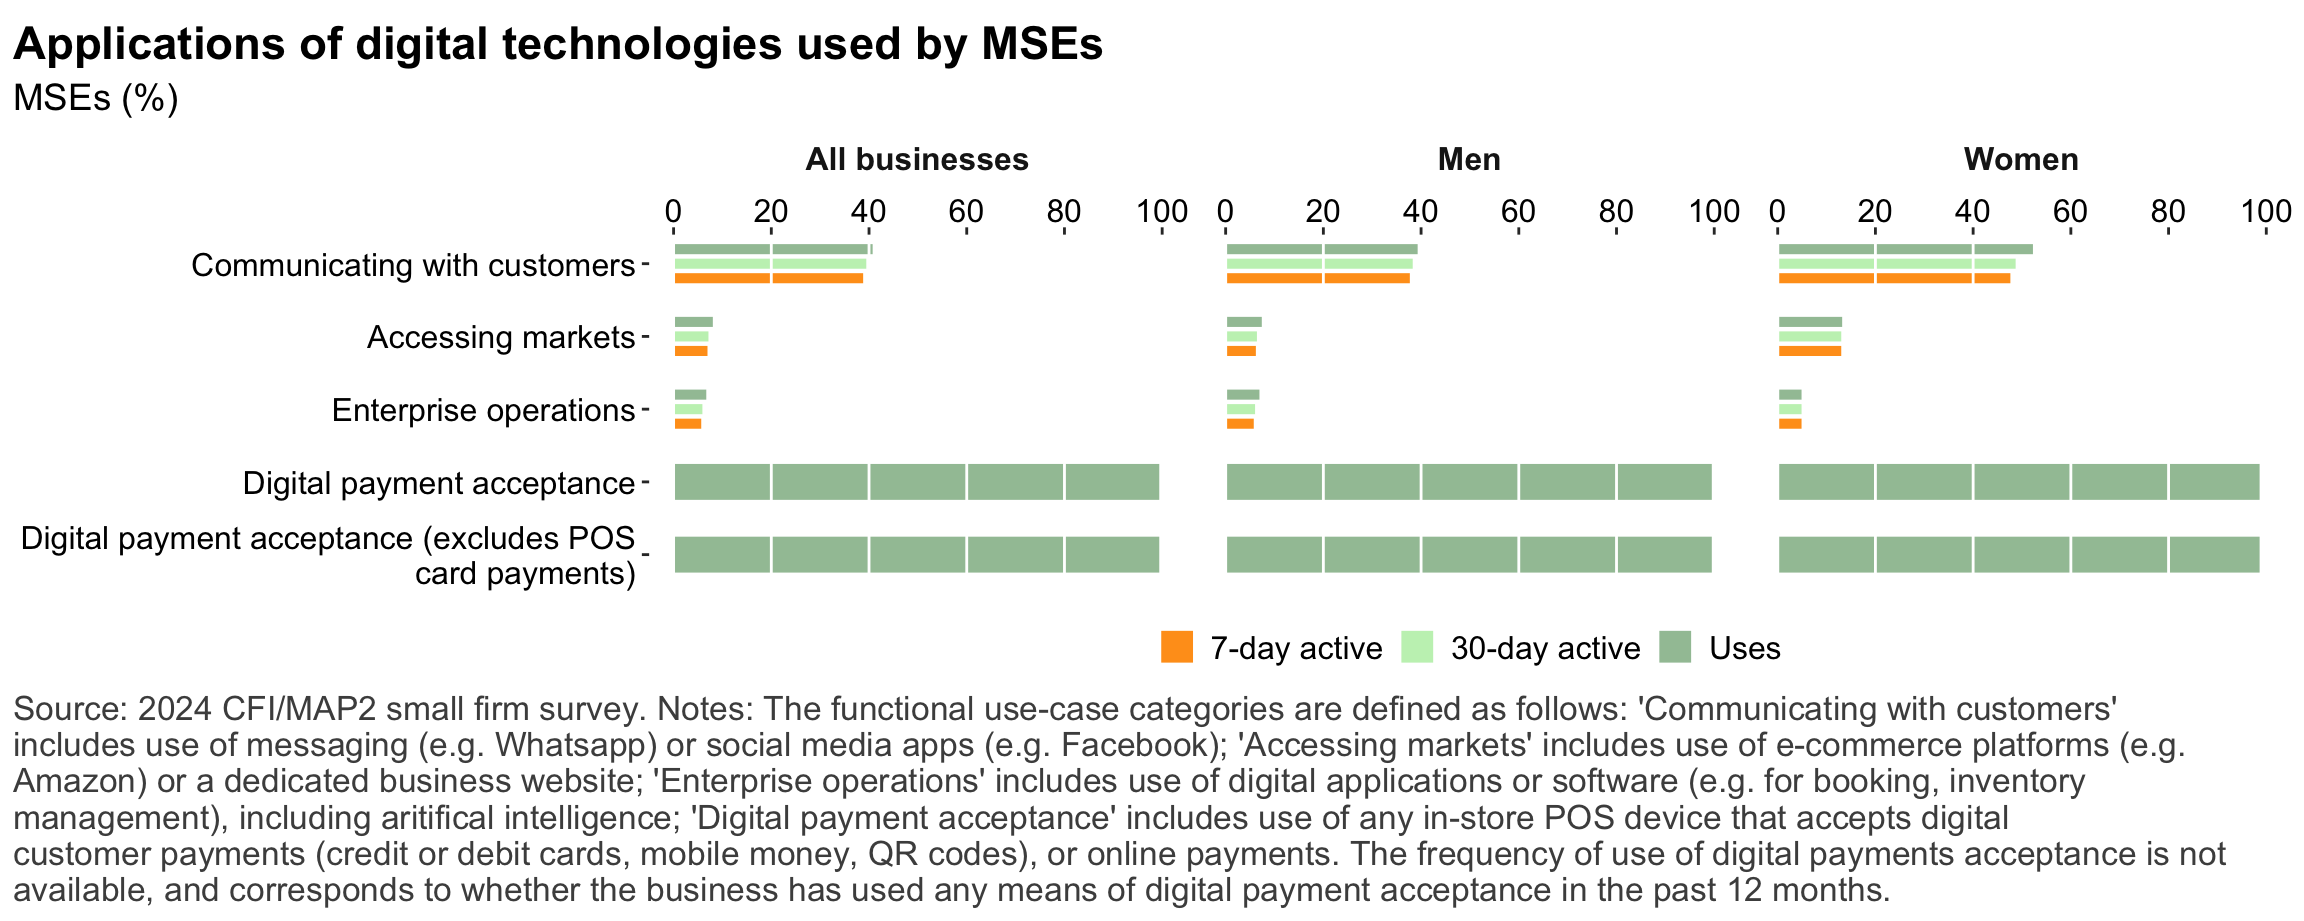 Applications of digital technologies used by MSEs
MSEs (%)
All businesses Men Women
0 20 40 60 80 100 0 20 40 60 80 100 0 20 40 60 80 100
Communicating with customers
Accessing markets
Enterprise operations
Digital payment acceptance
Digital payment acceptance (excludes POS
card payments)
7-day active 30-day active Uses
Source: 2024 CFI/MAP2 small firm survey. Notes: The functional use-case categories are defined as follows: 'Communicating with customers'
includes use of messaging (e.g. Whatsapp) or social media apps (e.g. Facebook); 'Accessing markets' includes use of e-commerce platforms (e.g.
Amazon) or a dedicated business website; 'Enterprise operations' includes use of digital applications or software (e.g. for booking, inventory
management), including aritifical intelligence; 'Digital payment acceptance' includes use of any in-store POS device that accepts digital
customer payments (credit or debit cards, mobile money, QR codes), or online payments. The frequency of use of digital payments acceptance is not
available, and corresponds to whether the business has used any means of digital payment acceptance in the past 12 months.